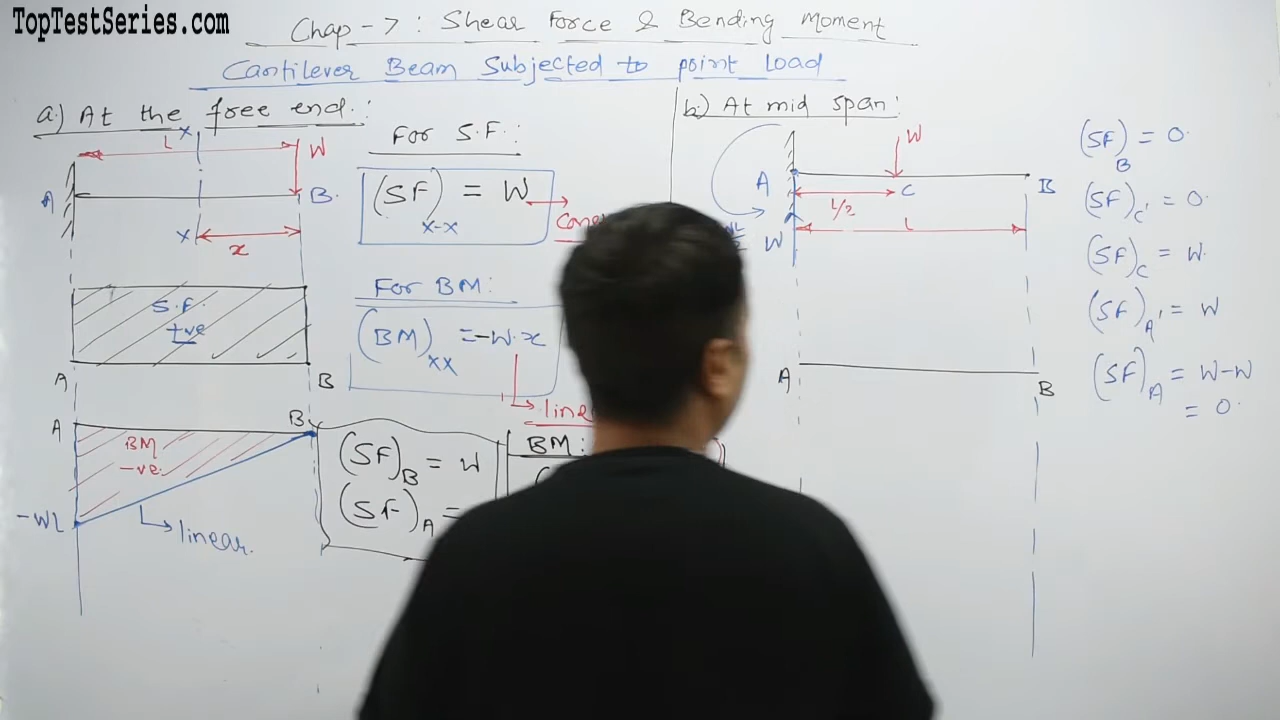 TopTestSeries.com
Chap-7: Shear Force & Bending Moment
Cantilever Beam Subjected to point Load
a) At the free end:
x
L
W
A
B
x
x
S.F.
+ve
A
B
A
B
BM
-ve
-WL
linear.
For S.F.:
(SF)x-x = W
For BM:
(BM)xx = -W.x
(SF)B = W
(SF)A =
BM:
b) At mid span:
W
A
B
C
L/2
W
L
A
B
(SF)B = 0
(SF)C' = 0
(SF)C = W
(SF)A' = W
(SF)A = W-W
= 0